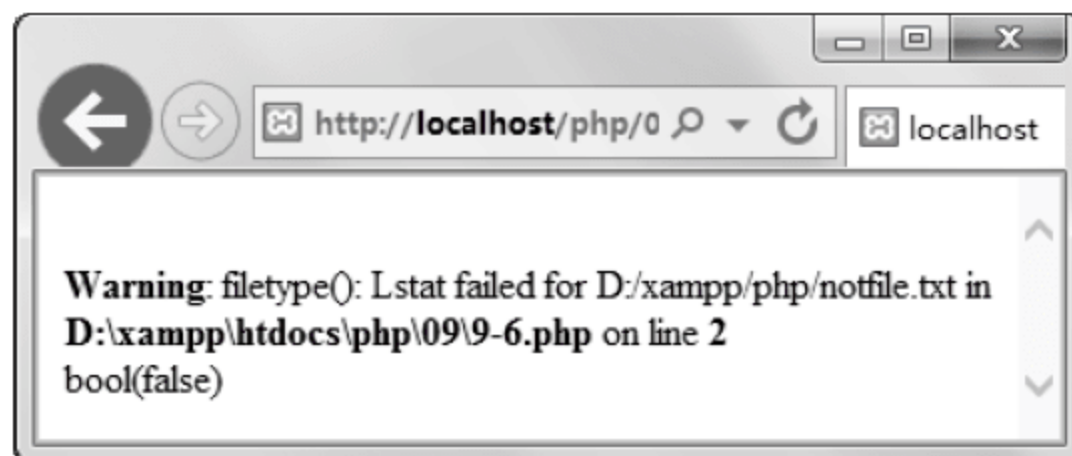 http://localhost/php/0
localhost
Warning: filetype(): Lstat failed for D:/xampp/php/notfile.txt in
D:\xampp\htdocs\php\09\9-6.php on line 2
bool(false)